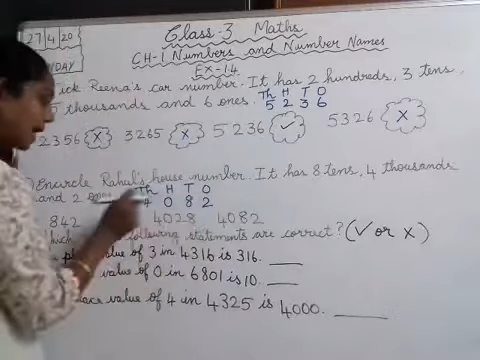 27 4 20
Class-3 Maths
CH-1 Numbers and Number Names
Ex-14
Reena's car number. It has 2 hundreds, 3 tens,
5 thousands and 6 ones. Th H T O
5 2 3 6
2356 X 3265 X 5236 ✓ 5326 X
Encircle Rahul's house number. It has 8 tens, 4 thousands
and 2 ones. Th H T O
4 0 8 2
842 4028 4082
following statements are correct? (✓ or X)
value of 3 in 4316 is 316. ___
value of 0 in 6801 is 10. ___
value of 4 in 4325 is 4000. ___